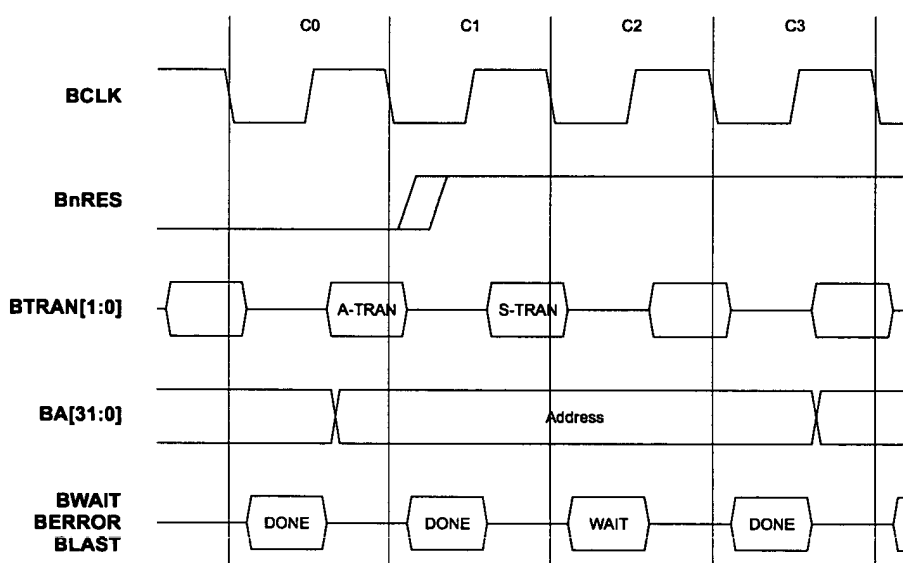 C0 C1 C2 C3
BCLK
BnRES
BTRAN[1:0] A-TRAN S-TRAN
BA[31:0] Address
BWAIT
BERROR DONE DONE WAIT DONE
BLAST